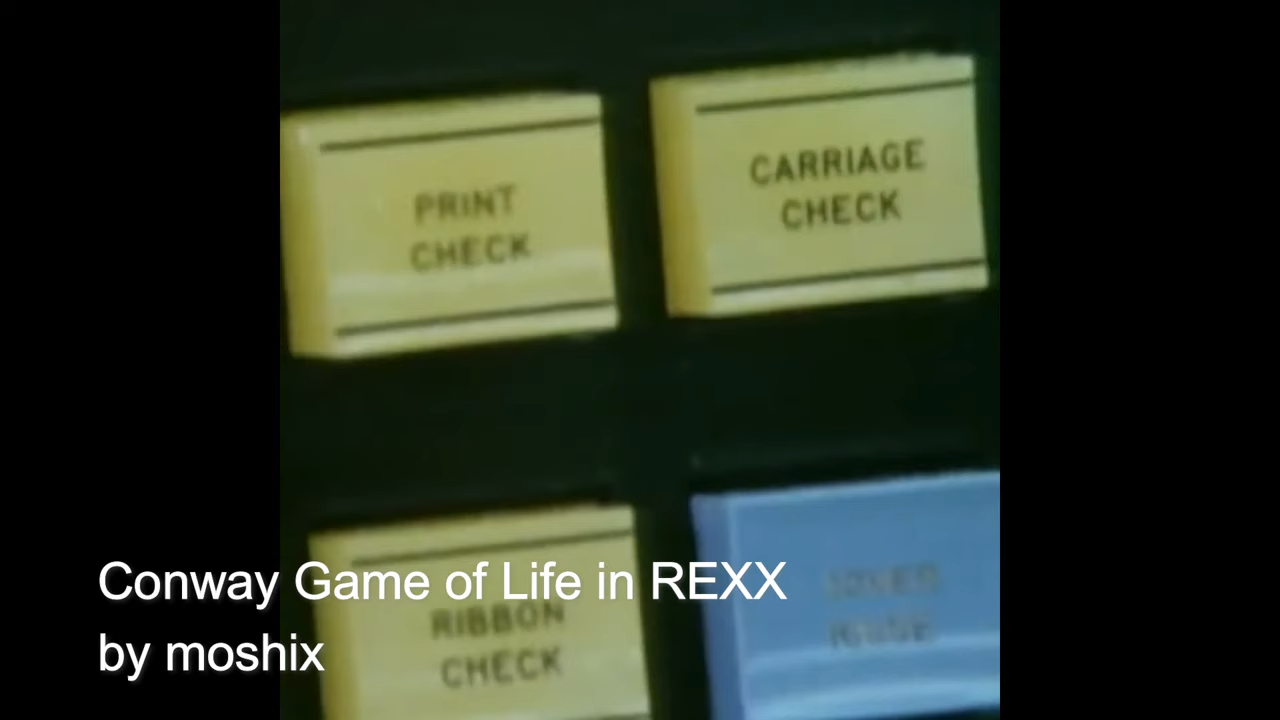 PRINT
CHECK
CARRIAGE
CHECK
Conway Game of Life in REXX
by moshix
RIBBON
CHECK